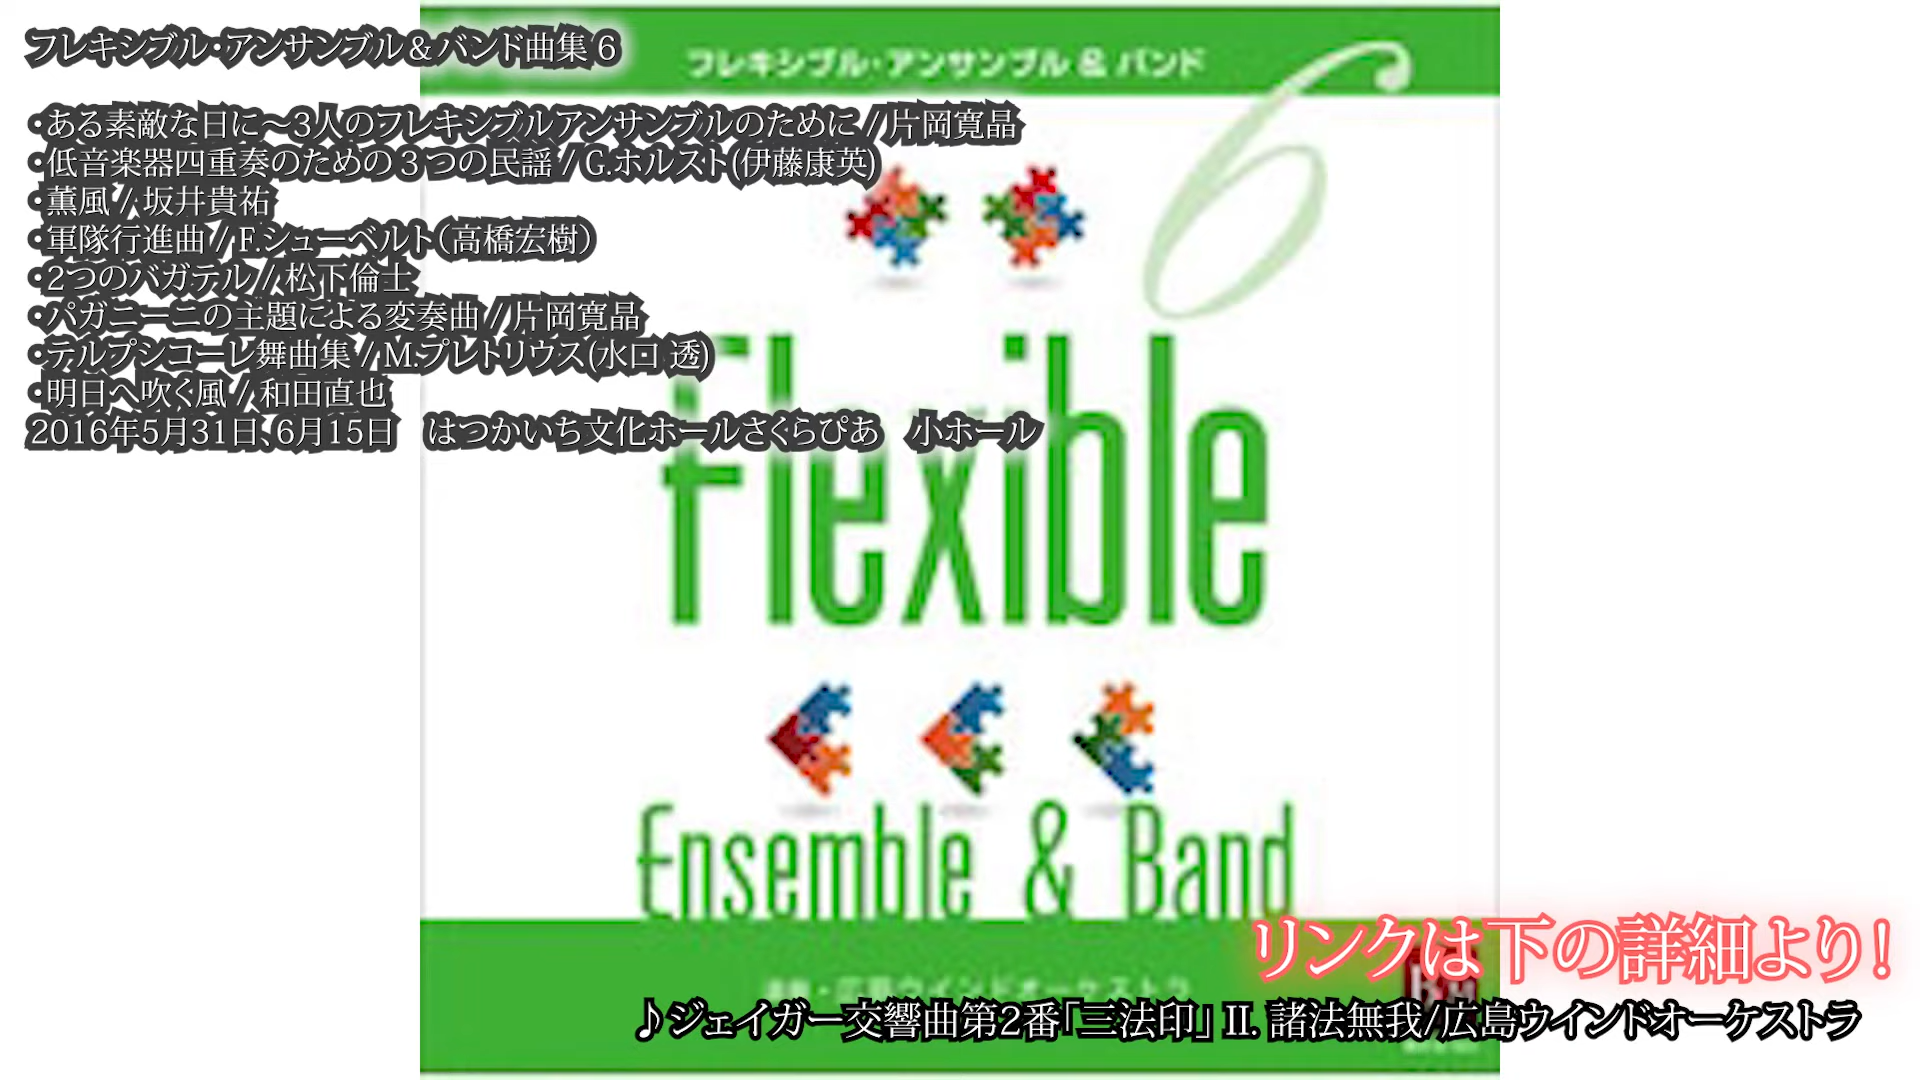 フレキシブル･アンサンブル＆バンド曲集 6
フレキシブル･アンサンブル & バンド
6
・ある素敵な日に～3人のフレキシブルアンサンブルのために / 片岡寛晶
・低音楽器四重奏のための３つの民謡 / G.ホルスト(伊藤康英)
・薫風 / 坂井貴祐
・軍隊行進曲 / F.シューベルト（高橋宏樹）
・2つのバガテル / 松下倫士
・パガニーニの主題による変奏曲 / 片岡寛晶
・テルプシコーレ舞曲集 / M.プレトリウス(水口 透)
・明日へ吹く風 / 和田直也
2016年5月31日、6月15日　はつかいち文化ホールさくらぴあ　小ホール
Flexible
Ensemble & Band
リンクは下の詳細より！
・広島ウインドオーケストラ
♪ジェイガー交響曲第2番「三法印」 II. 諸法無我/広島ウインドオーケストラ